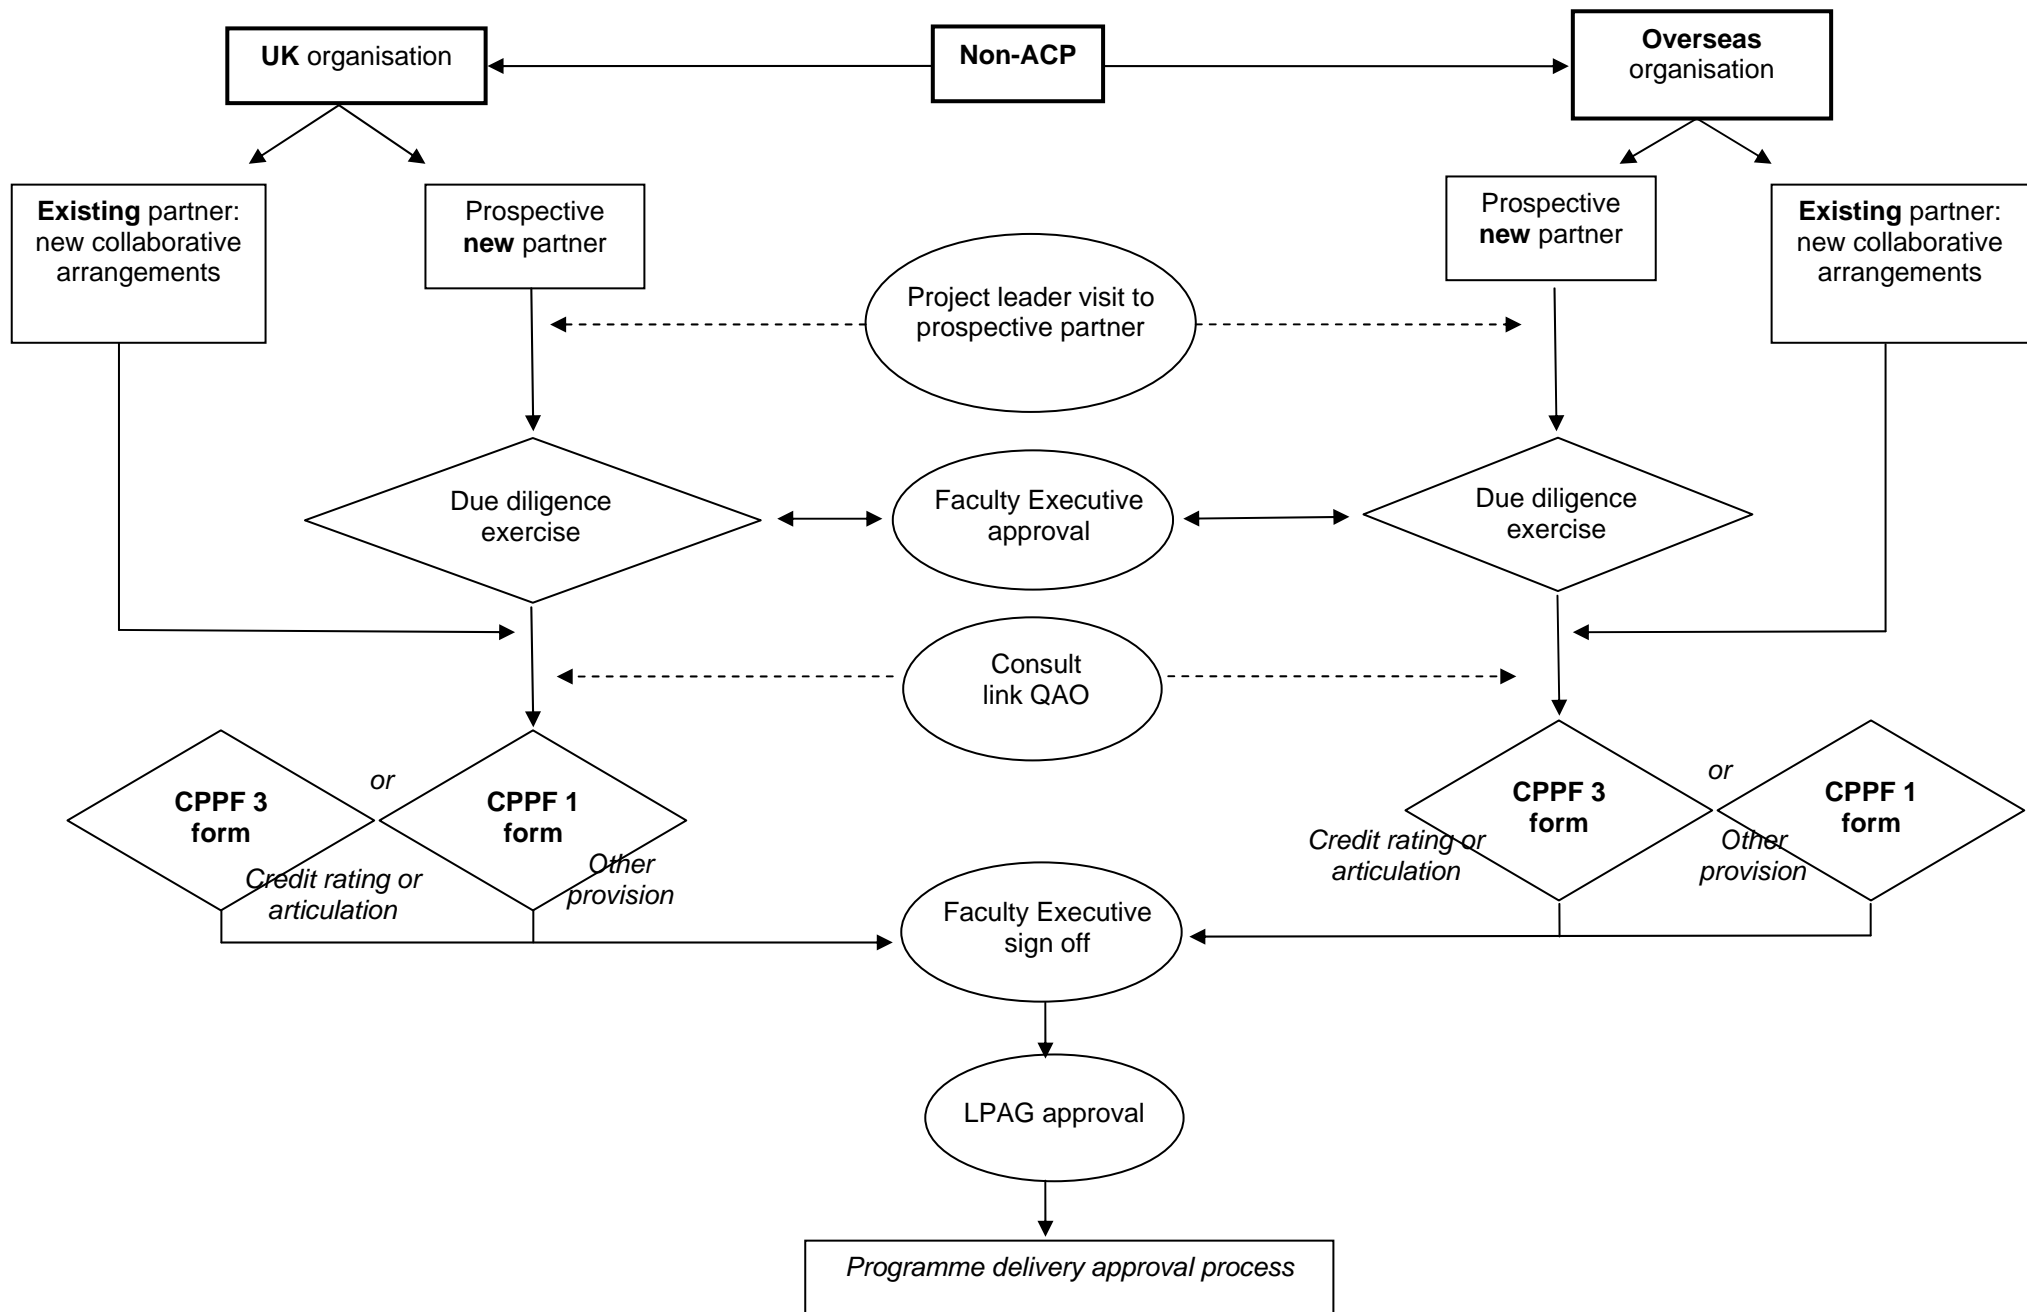 UK organisation
Non-ACP
Overseas
organisation
Existing partner:
new collaborative
arrangements
Prospective
new partner
Project leader visit to
prospective partner
Prospective
new partner
Existing partner:
new collaborative
arrangements
Due diligence
exercise
Faculty Executive
approval
Due diligence
exercise
Consult
link QAO
CPPF 3
form
or
CPPF 1
form
Credit rating or
articulation
Other
provision
CPPF 3
form
or
CPPF 1
form
Credit rating or
articulation
Other
provision
Faculty Executive
sign off
LPAG approval
Programme delivery approval process